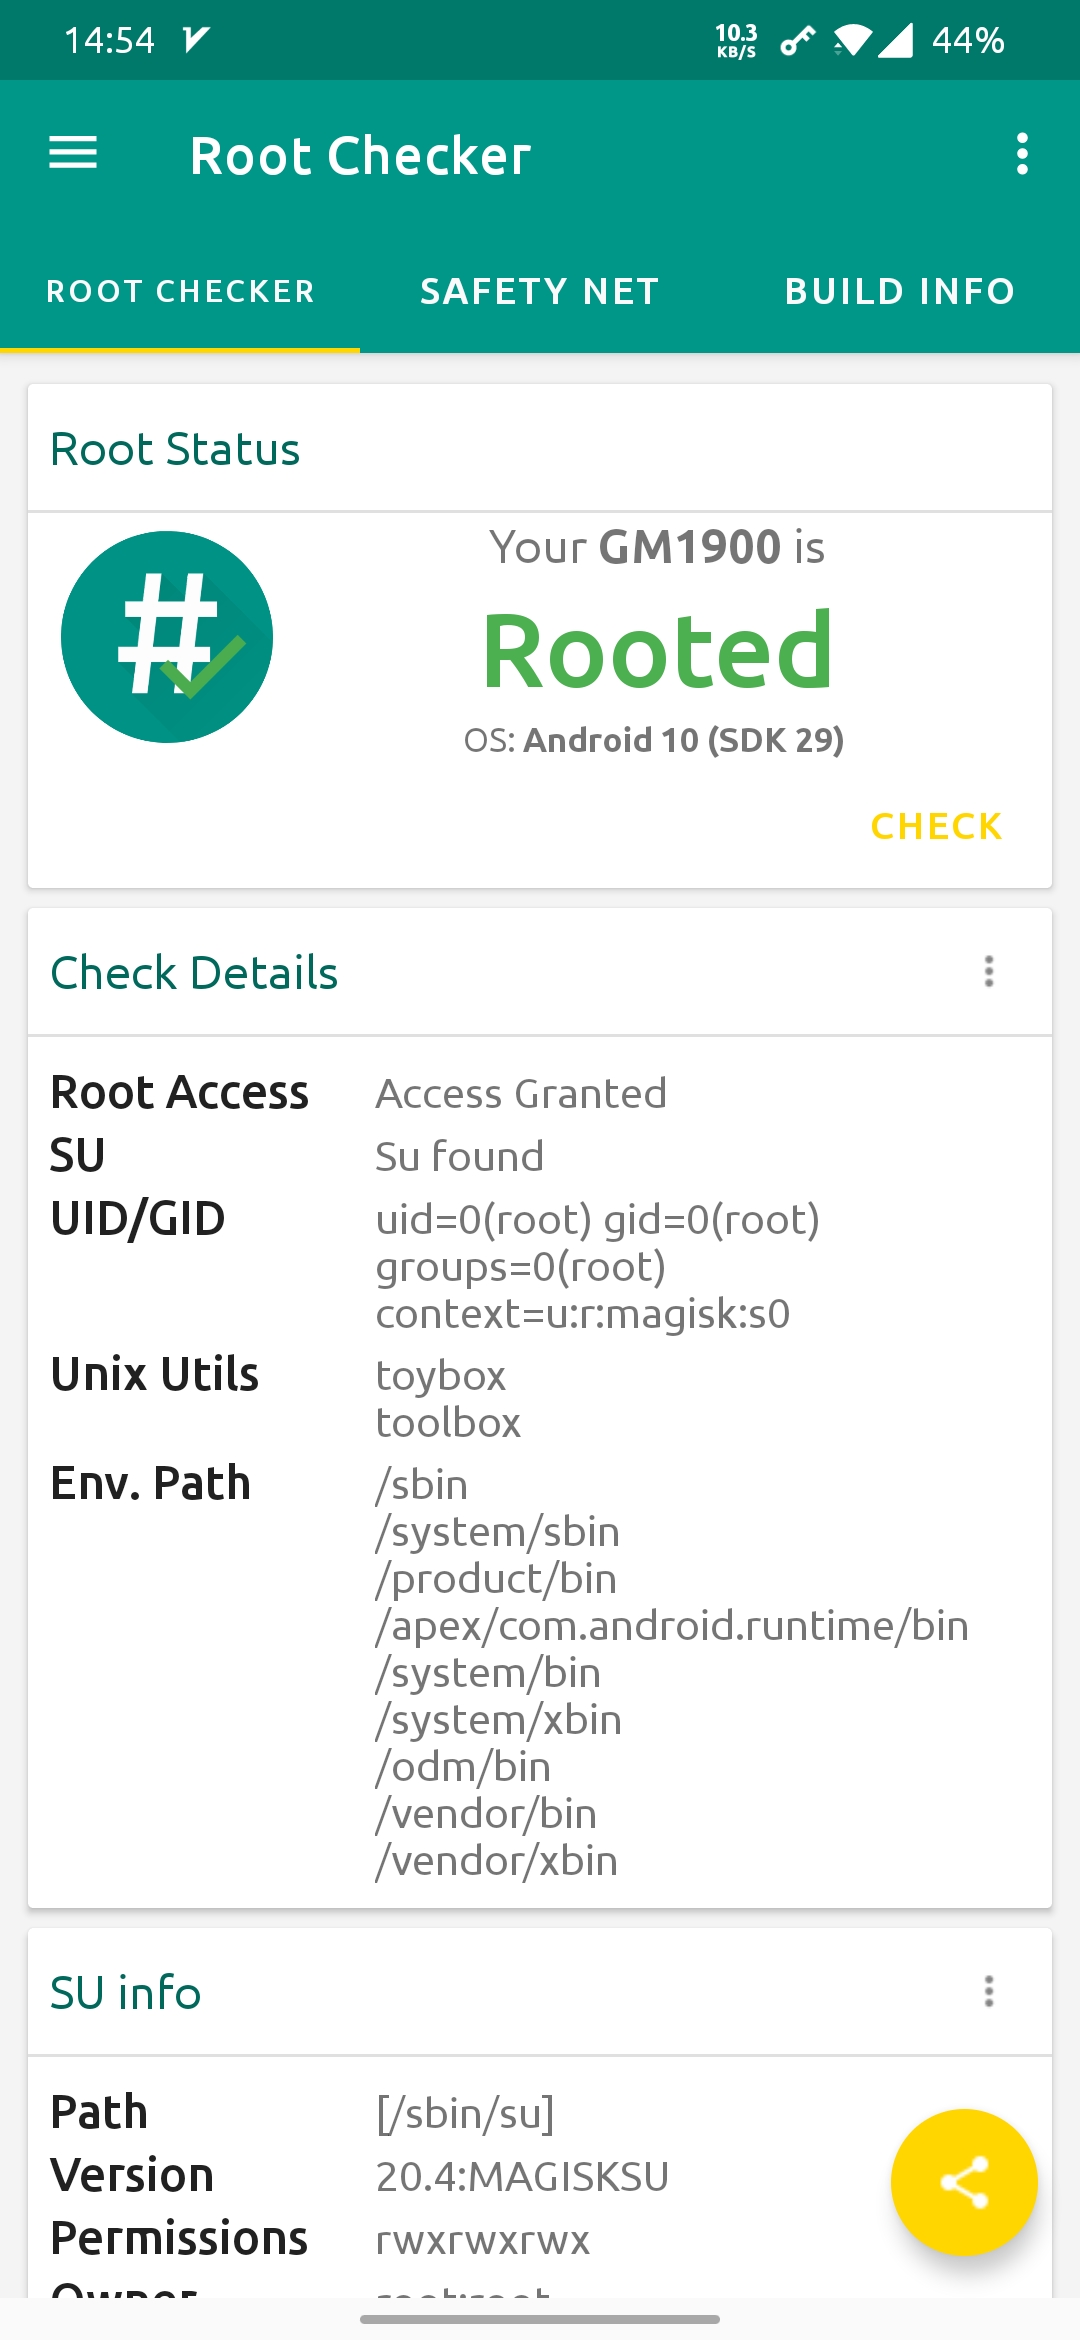 14:54
10.3
KB/S
44%
Root Checker
ROOT CHECKER SAFETY NET BUILD INFO
Root Status
Your GM1900 is
Rooted
OS: Android 10 (SDK 29)
CHECK
Check Details
Root Access Access Granted
SU Su found
UID/GID uid=0(root) gid=0(root)
groups=0(root)
context=u:r:magisk:s0
Unix Utils toybox
toolbox
Env. Path /sbin
/system/sbin
/product/bin
/apex/com.android.runtime/bin
/system/bin
/system/xbin
/odm/bin
/vendor/bin
/vendor/xbin
SU info
Path [/sbin/su]
Version 20.4:MAGISKSU
Permissions rwxrwxrwx
Owner root:root